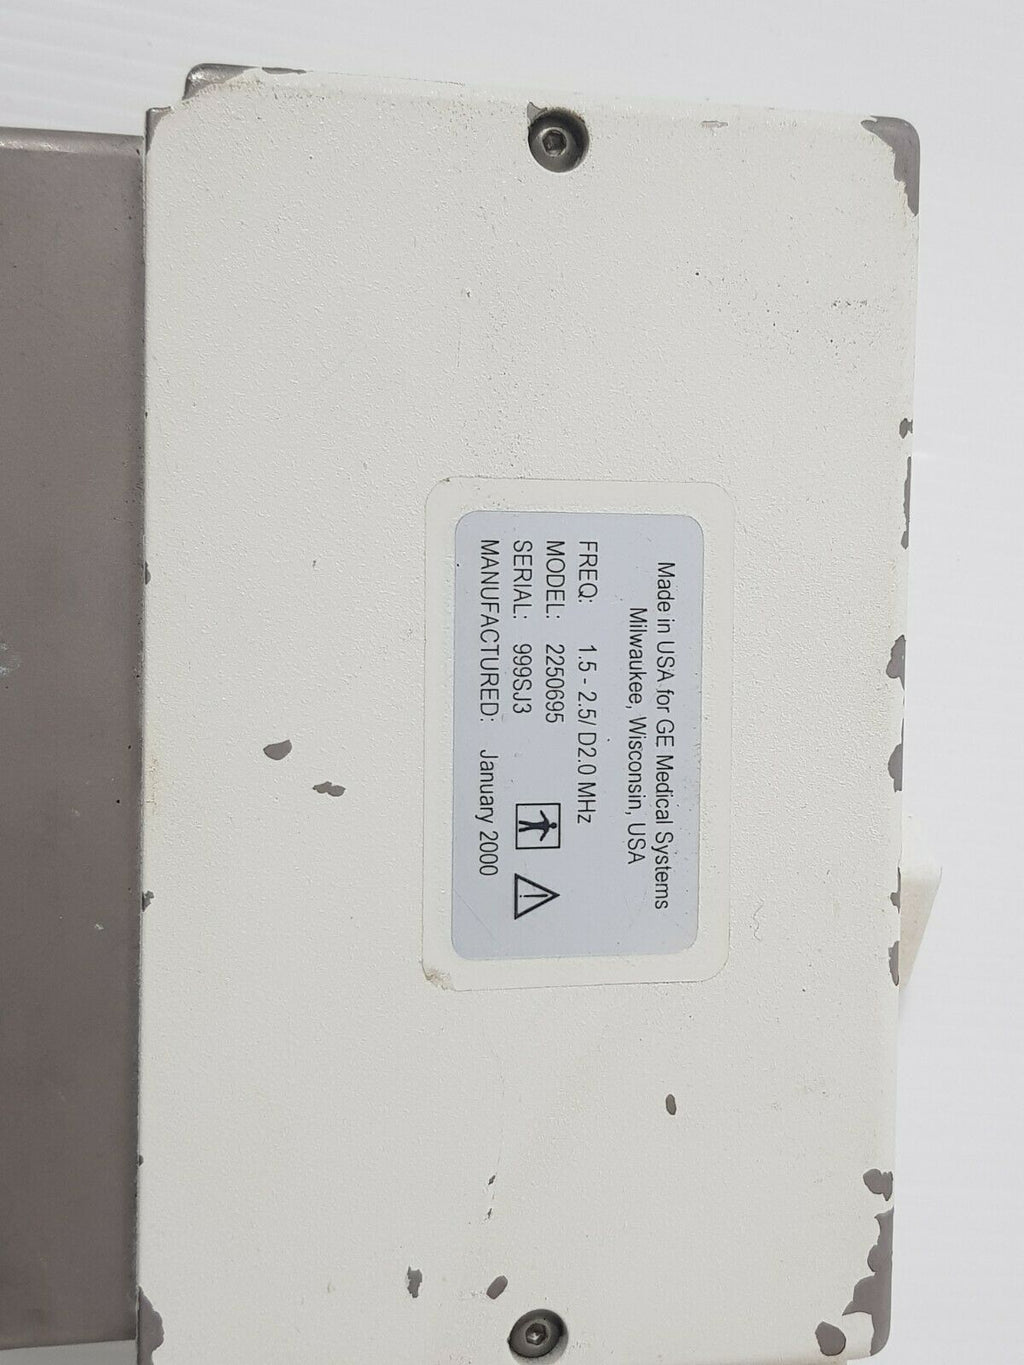 Made in USA for GE Medical Systems
Milwaukee, Wisconsin, USA
FREQ: 1.5 - 2.5/ D2.0 MHz
MODEL: 2250695
SERIAL: 999SJ3
MANUFACTURED: January 2000